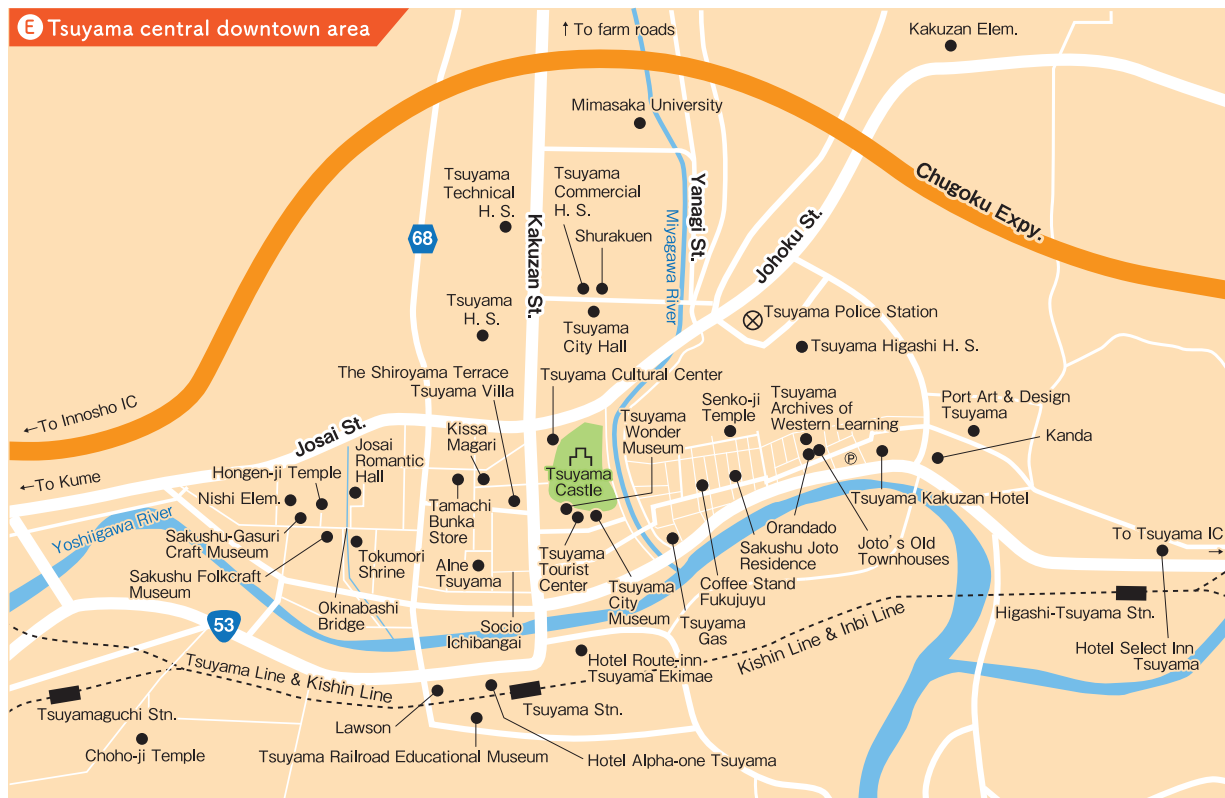 E Tsuyama central downtown area
↑ To farm roads
Kakuzan Elem.
Mimasaka University
Chugoku Expy.
Tsuyama
Technical
H. S.
Tsuyama
Commercial
H. S.
Shurakuen
Kakuzan St.
Yanagi St.
Miyagawa River
Johoku St.
68
Tsuyama
H. S.
Tsuyama
City Hall
Tsuyama Police Station
Tsuyama Higashi H. S.
The Shiroyama Terrace
Tsuyama Villa
Tsuyama Cultural Center
←To Innosho IC
Josai St.
Josai
Romantic
Hall
Kissa
Magari
Tsuyama
Wonder
Museum
Senko-ji
Temple
Tsuyama
Archives of
Western Learning
Port Art & Design
Tsuyama
Kanda
←To Kume
Hongen-ji Temple
Nishi Elem.
Tsuyama
Castle
P
Tsuyama Kakuzan Hotel
Yoshiigawa River
Sakushu-Gasuri
Craft Museum
Tamachi
Bunka
Store
Orandado
Joto's Old
Townhouses
To Tsuyama IC
→
Sakushu Folkcraft
Museum
Tokumori
Shrine
Alne
Tsuyama
Tsuyama
Tourist
Center
Sakushu Joto
Residence
Coffee Stand
Fukujuyu
Tsuyama
City
Museum
Okinabashi
Bridge
Socio
Ichibangai
Tsuyama
Gas
Higashi-Tsuyama Stn.
53
Kishin Line & Inbi Line
Hotel Select Inn
Tsuyama
Tsuyama Line & Kishin Line
Hotel Route-inn
Tsuyama Ekimae
Tsuyamaguchi Stn.
Lawson
Tsuyama Stn.
Choho-ji Temple
Tsuyama Railroad Educational Museum
Hotel Alpha-one Tsuyama